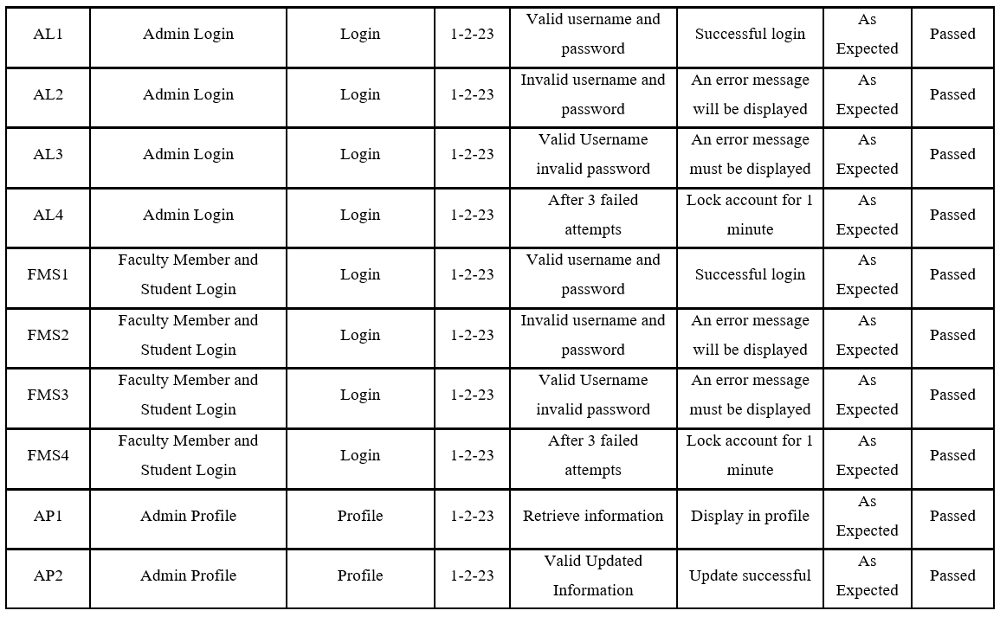 AL1 Admin Login Login 1-2-23 Valid username and password Successful login As Expected Passed
AL2 Admin Login Login 1-2-23 Invalid username and password An error message will be displayed As Expected Passed
AL3 Admin Login Login 1-2-23 Valid Username invalid password An error message must be displayed As Expected Passed
AL4 Admin Login Login 1-2-23 After 3 failed attempts Lock account for 1 minute As Expected Passed
FMS1 Faculty Member and Student Login Login 1-2-23 Valid username and password Successful login As Expected Passed
FMS2 Faculty Member and Student Login Login 1-2-23 Invalid username and password An error message will be displayed As Expected Passed
FMS3 Faculty Member and Student Login Login 1-2-23 Valid Username invalid password An error message must be displayed As Expected Passed
FMS4 Faculty Member and Student Login Login 1-2-23 After 3 failed attempts Lock account for 1 minute As Expected Passed
AP1 Admin Profile Profile 1-2-23 Retrieve information Display in profile As Expected Passed
AP2 Admin Profile Profile 1-2-23 Valid Updated Information Update successful As Expected Passed